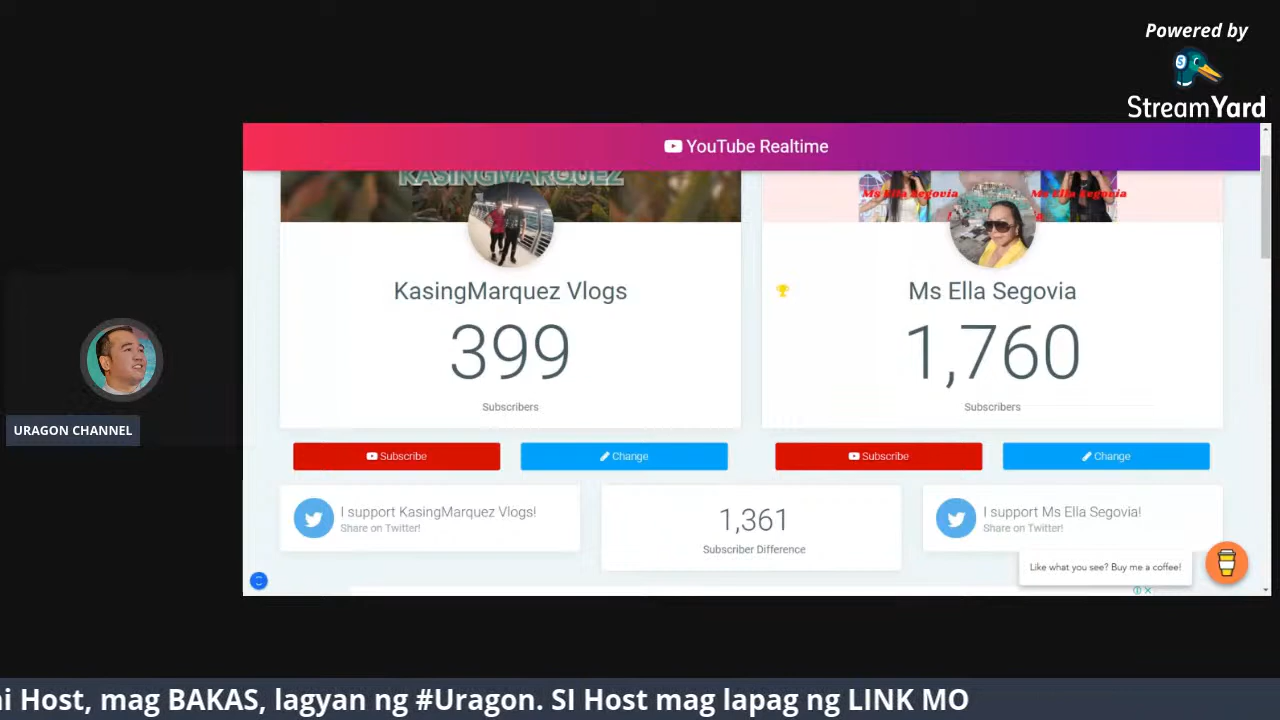 Powered by
StreamYard
YouTube Realtime
KASINGMARQUEZ
Ms Ella Segovia
Ms Ella Segovia
KasingMarquez Vlogs
399
Subscribers
Subscribe
Change
Ms Ella Segovia
1,760
Subscribers
Subscribe
Change
I support KasingMarquez Vlogs!
Share on Twitter!
1,361
Subscriber Difference
I support Ms Ella Segovia!
Share on Twitter!
Like what you see? Buy me a coffee!
URAGON CHANNEL
Host, mag BAKAS, lagyan ng #Uragon. SI Host mag lapag ng LINK MO